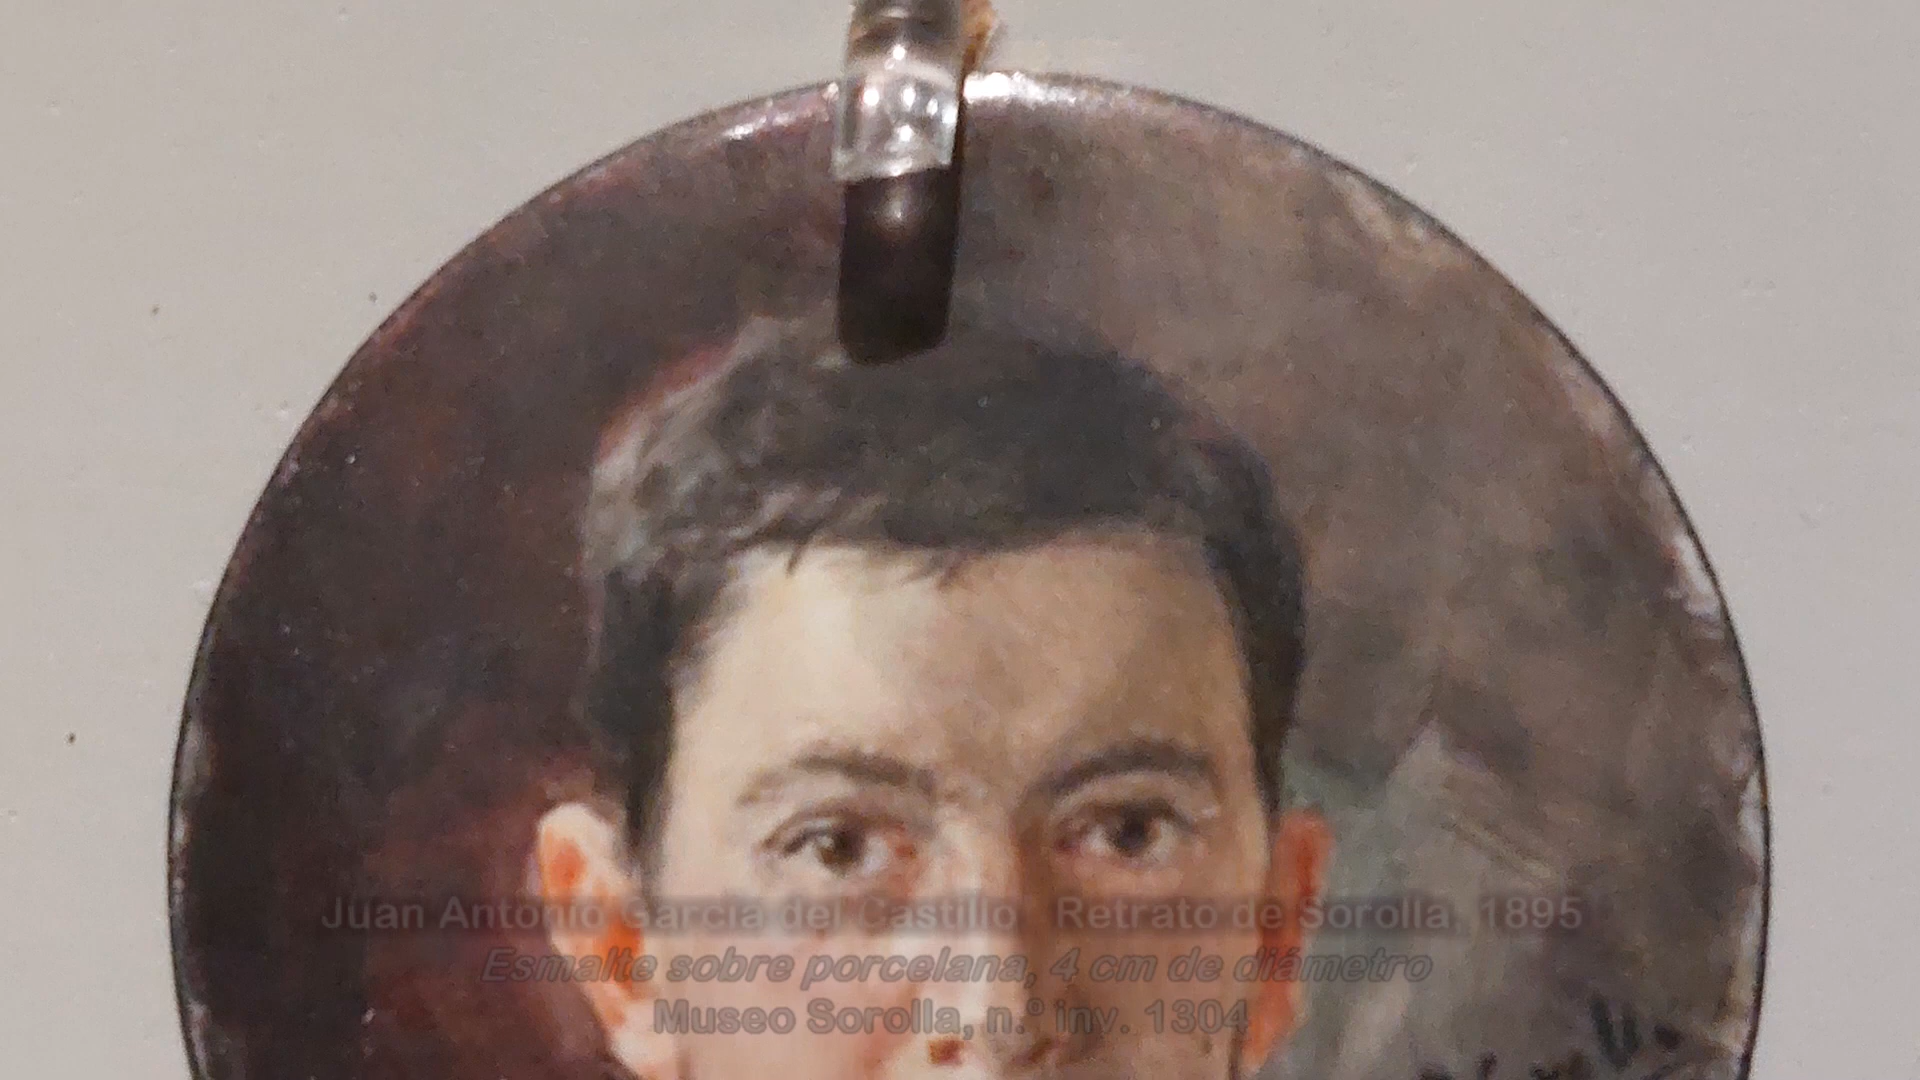 Juan Antonio García del Castillo Retrato de Sorolla, 1895
Esmalte sobre porcelana, 4 cm de diámetro
Museo Sorolla, n.º inv. 1304